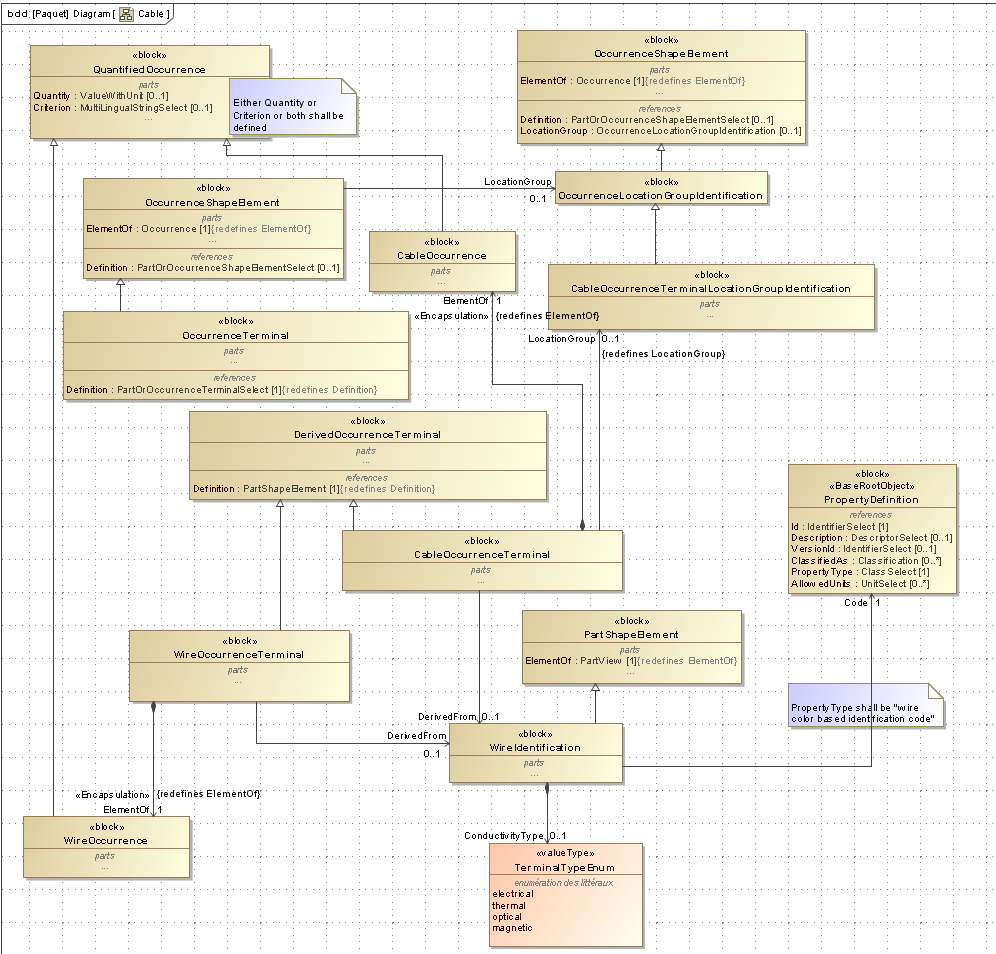 bdd [Paquet] Diagram [ Cable ]
«block»
QuantifiedOccurrence
parts
Quantity : ValueWithUnit [0..1]
Criterion : MultiLingualStringSelect [0..1]
...
Either Quantity or
Criterion or both shall be
defined
«block»
OccurrenceShapeElement
parts
ElementOf : Occurrence [1]{redefines ElementOf}
...
references
Definition : PartOrOccurrenceShapeElementSelect [0..1]
LocationGroup : OccurrenceLocationGroupIdentification [0..1]
«block»
OccurrenceShapeElement
parts
ElementOf : Occurrence [1]{redefines ElementOf}
...
references
Definition : PartOrOccurrenceShapeElementSelect [0..1]
LocationGroup
0..1
«block»
OccurrenceLocationGroupIdentification
«block»
CableOccurrence
parts
...
«block»
CableOccurrenceTerminalLocationGroupIdentification
parts
...
ElementOf 1
«Encapsulation» {redefines ElementOf}
LocationGroup 0..1
{redefines LocationGroup}
«block»
OccurrenceTerminal
parts
...
references
Definition : PartOrOccurrenceTerminalSelect [1]{redefines Definition}
«block»
DerivedOccurrenceTerminal
parts
...
references
Definition : PartShapeElement [1]{redefines Definition}
«block»
«BaseRootObject»
PropertyDefinition
references
Id : IdentifierSelect [1]
Description : DescriptorSelect [0..1]
VersionId : IdentifierSelect [0..1]
ClassifiedAs : Classification [0..*]
PropertyType : ClassSelect [1]
AllowedUnits : UnitSelect [0..*]
Code 1
«block»
CableOccurrenceTerminal
parts
...
«block»
PartShapeElement
parts
ElementOf : PartView [1]{redefines ElementOf}
...
«block»
WireOccurrenceTerminal
parts
...
PropertyType shall be "wire
color based identification code"
DerivedFrom 0..1
DerivedFrom
0..1
«block»
WireIdentification
parts
...
«Encapsulation» {redefines ElementOf}
ElementOf 1
«block»
WireOccurrence
parts
...
ConductivityType 0..1
«valueType»
TerminalTypeEnum
enumération des littéraux
electrical
thermal
optical
magnetic